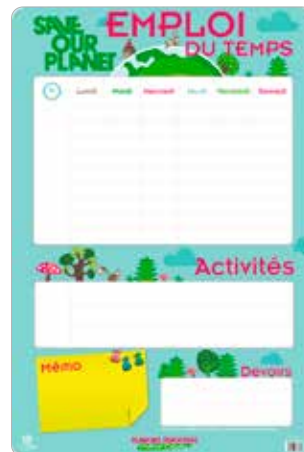 SAVE
OUR
PLANET
EMPLOI
DU TEMPS
Lundi Mardi Mercredi Jeudi Vendredi Samedi
Activités
Mémo
Devoirs